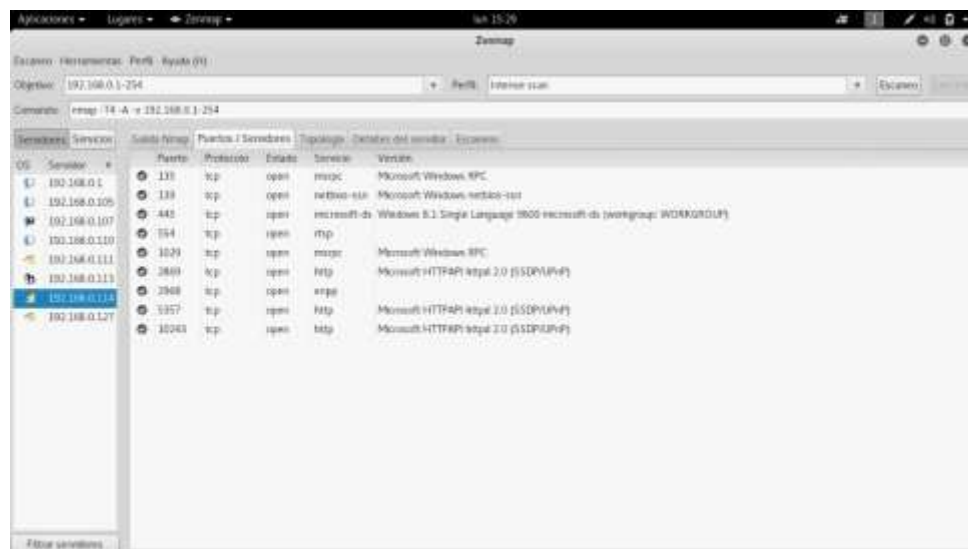 Aplicaciones Lugares Zenmap lun 15:29 1
Zenmap
Escaneo Herramientas Perfil Ayuda (H)
Objetivo: 192.168.0.1-254 Perfil: Intense scan Escaneo
Comando: nmap -T4 -A -v 192.168.0.1-254
Servidores Servicios Salida Nmap Puertos / Servidores Topología Detalles del servidor Escaneos
OS Servidor Puerto Protocolo Estado Servicio Versión
192.168.0.1 135 tcp open msrpc Microsoft Windows RPC
192.168.0.105 139 tcp open netbios-ssn Microsoft Windows netbios-ssn
192.168.0.107 445 tcp open microsoft-ds Windows 8.1 Single Language 9600 microsoft-ds (workgroup: WORKGROUP)
192.168.0.110 554 tcp open rtsp
192.168.0.111 1029 tcp open msrpc Microsoft Windows RPC
192.168.0.113 2869 tcp open http Microsoft HTTPAPI httpd 2.0 (SSDP/UPnP)
192.168.0.114 3968 tcp open
192.168.0.127 5357 tcp open http Microsoft HTTPAPI httpd 2.0 (SSDP/UPnP)
10243 tcp open http Microsoft HTTPAPI httpd 2.0 (SSDP/UPnP)
Filtrar servidores